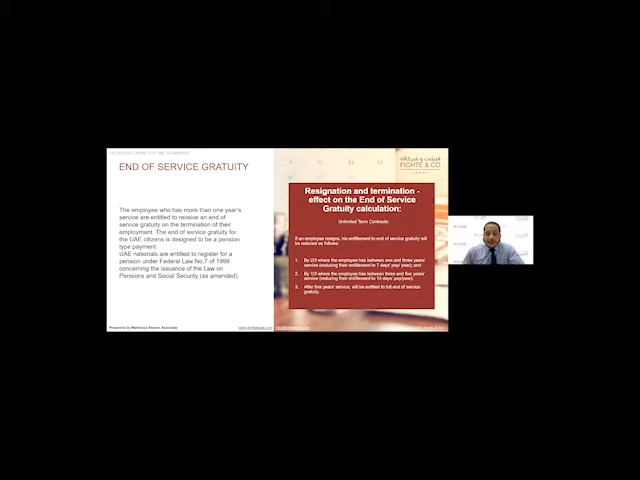 END OF SERVICE GRATUITY
The employee who has more than one year's
service are entitled to receive an end of
service gratuity on the termination of their
employment. The end of service gratuity for
the UAE citizens is designed to be a pension
type payment.
UAE nationals are entitled to register for a
pension under Federal Law No.7 of 1999
concerning the issuance of the Law on
Pensions and Social Security (as amended).
Presented by Mahmoud
فيشت وشركاه
FICHTE & CO
LEGAL
Resignation and termination -
effect on the End of Service
Gratuity calculation:
Unlimited Term Contracts:
If an employee resigns, his entitlement to end of service gratuity will
be reduced as follows:
1. By 2/3 where the employee has between one and three years'
service (reducing their entitlement to 7 days' pay/ year); and
2. By 1/3 where the employee has between three and five years'
service (reducing their entitlement to 14 days' pay/year).
3. After five years' service, will be entitled to full end of service
gratuity.